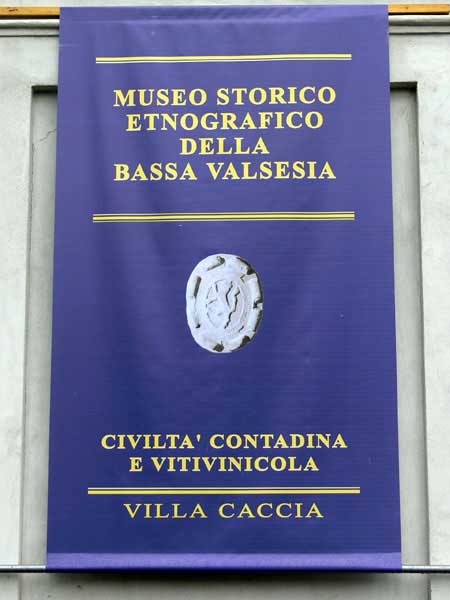 MUSEO STORICO
ETNOGRAFICO
DELLA
BASSA VALSESIA
CIVILTA' CONTADINA
E VITIVINICOLA
VILLA CACCIA